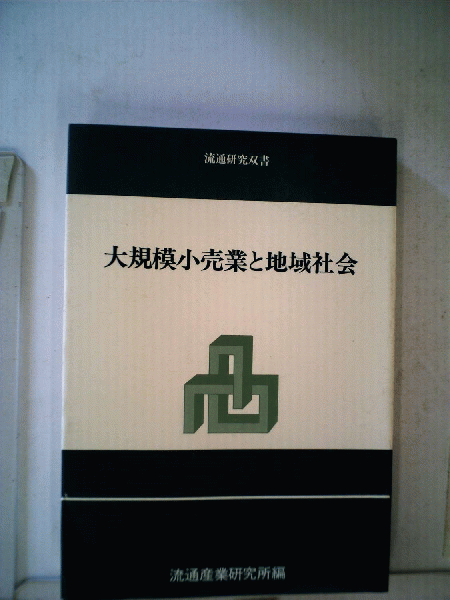 流通研究双書
大規模小売業と地域社会
流通産業研究所編